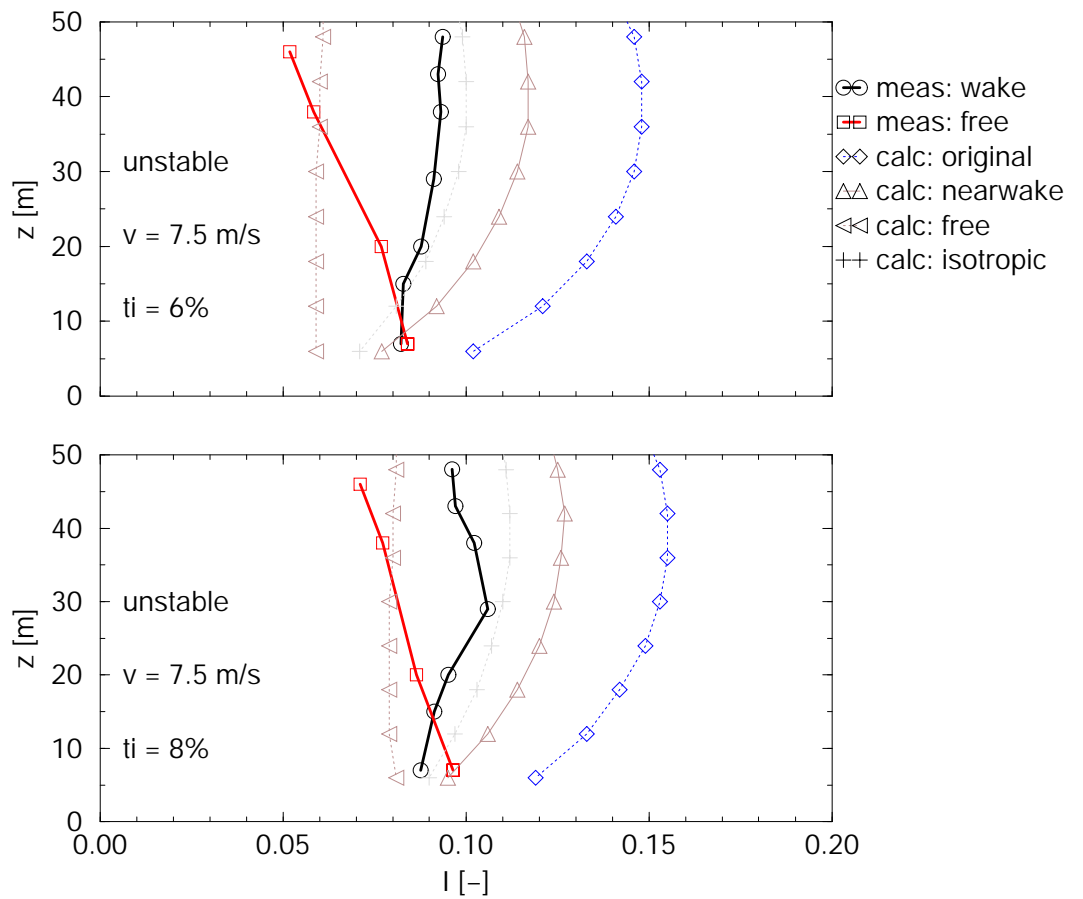 50
40
30
20
10
0
z [m]
unstable
v = 7.5 m/s
ti = 6%
meas: wake
meas: free
calc: original
calc: nearwake
calc: free
calc: isotropic
50
40
30
20
10
0
z [m]
unstable
v = 7.5 m/s
ti = 8%
0.00 0.05 0.10 0.15 0.20
I [–]